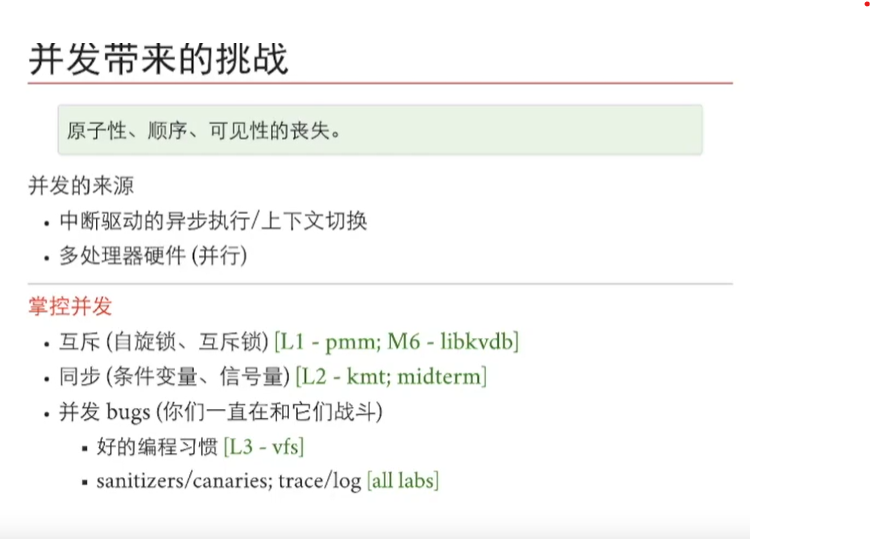 并发带来的挑战
原子性、顺序、可见性的丧失。
并发的来源
• 中断驱动的异步执行/上下文切换
• 多处理器硬件 (并行)
掌控并发
• 互斥 (自旋锁、互斥锁) [L1 - pmm; M6 - libkvdb]
• 同步 (条件变量、信号量) [L2 - kmt; midterm]
• 并发 bugs (你们一直在和它们战斗)
▪ 好的编程习惯 [L3 - vfs]
▪ sanitizers/canaries; trace/log [all labs]